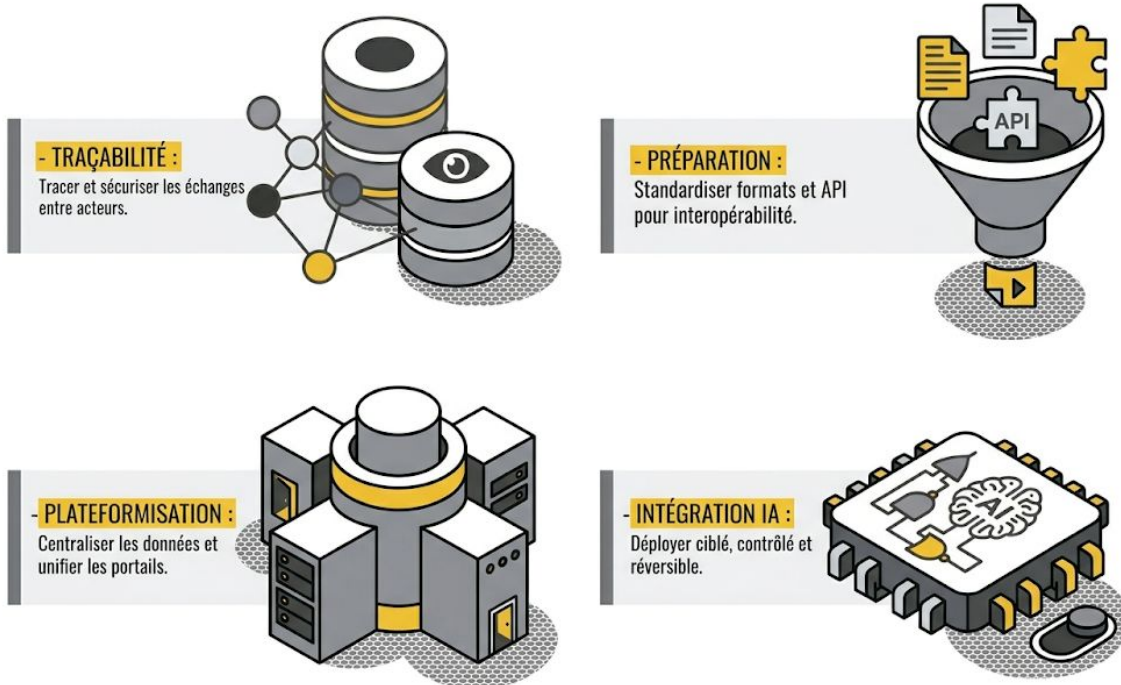 - TRAÇABILITÉ :
Tracer et sécuriser les échanges
entre acteurs.
- PRÉPARATION :
Standardiser formats et API
pour interopérabilité.
API
- PLATEFORMISATION :
Centraliser les données et
unifier les portails.
- INTÉGRATION IA :
Déployer ciblé, contrôlé et
réversible.
AI